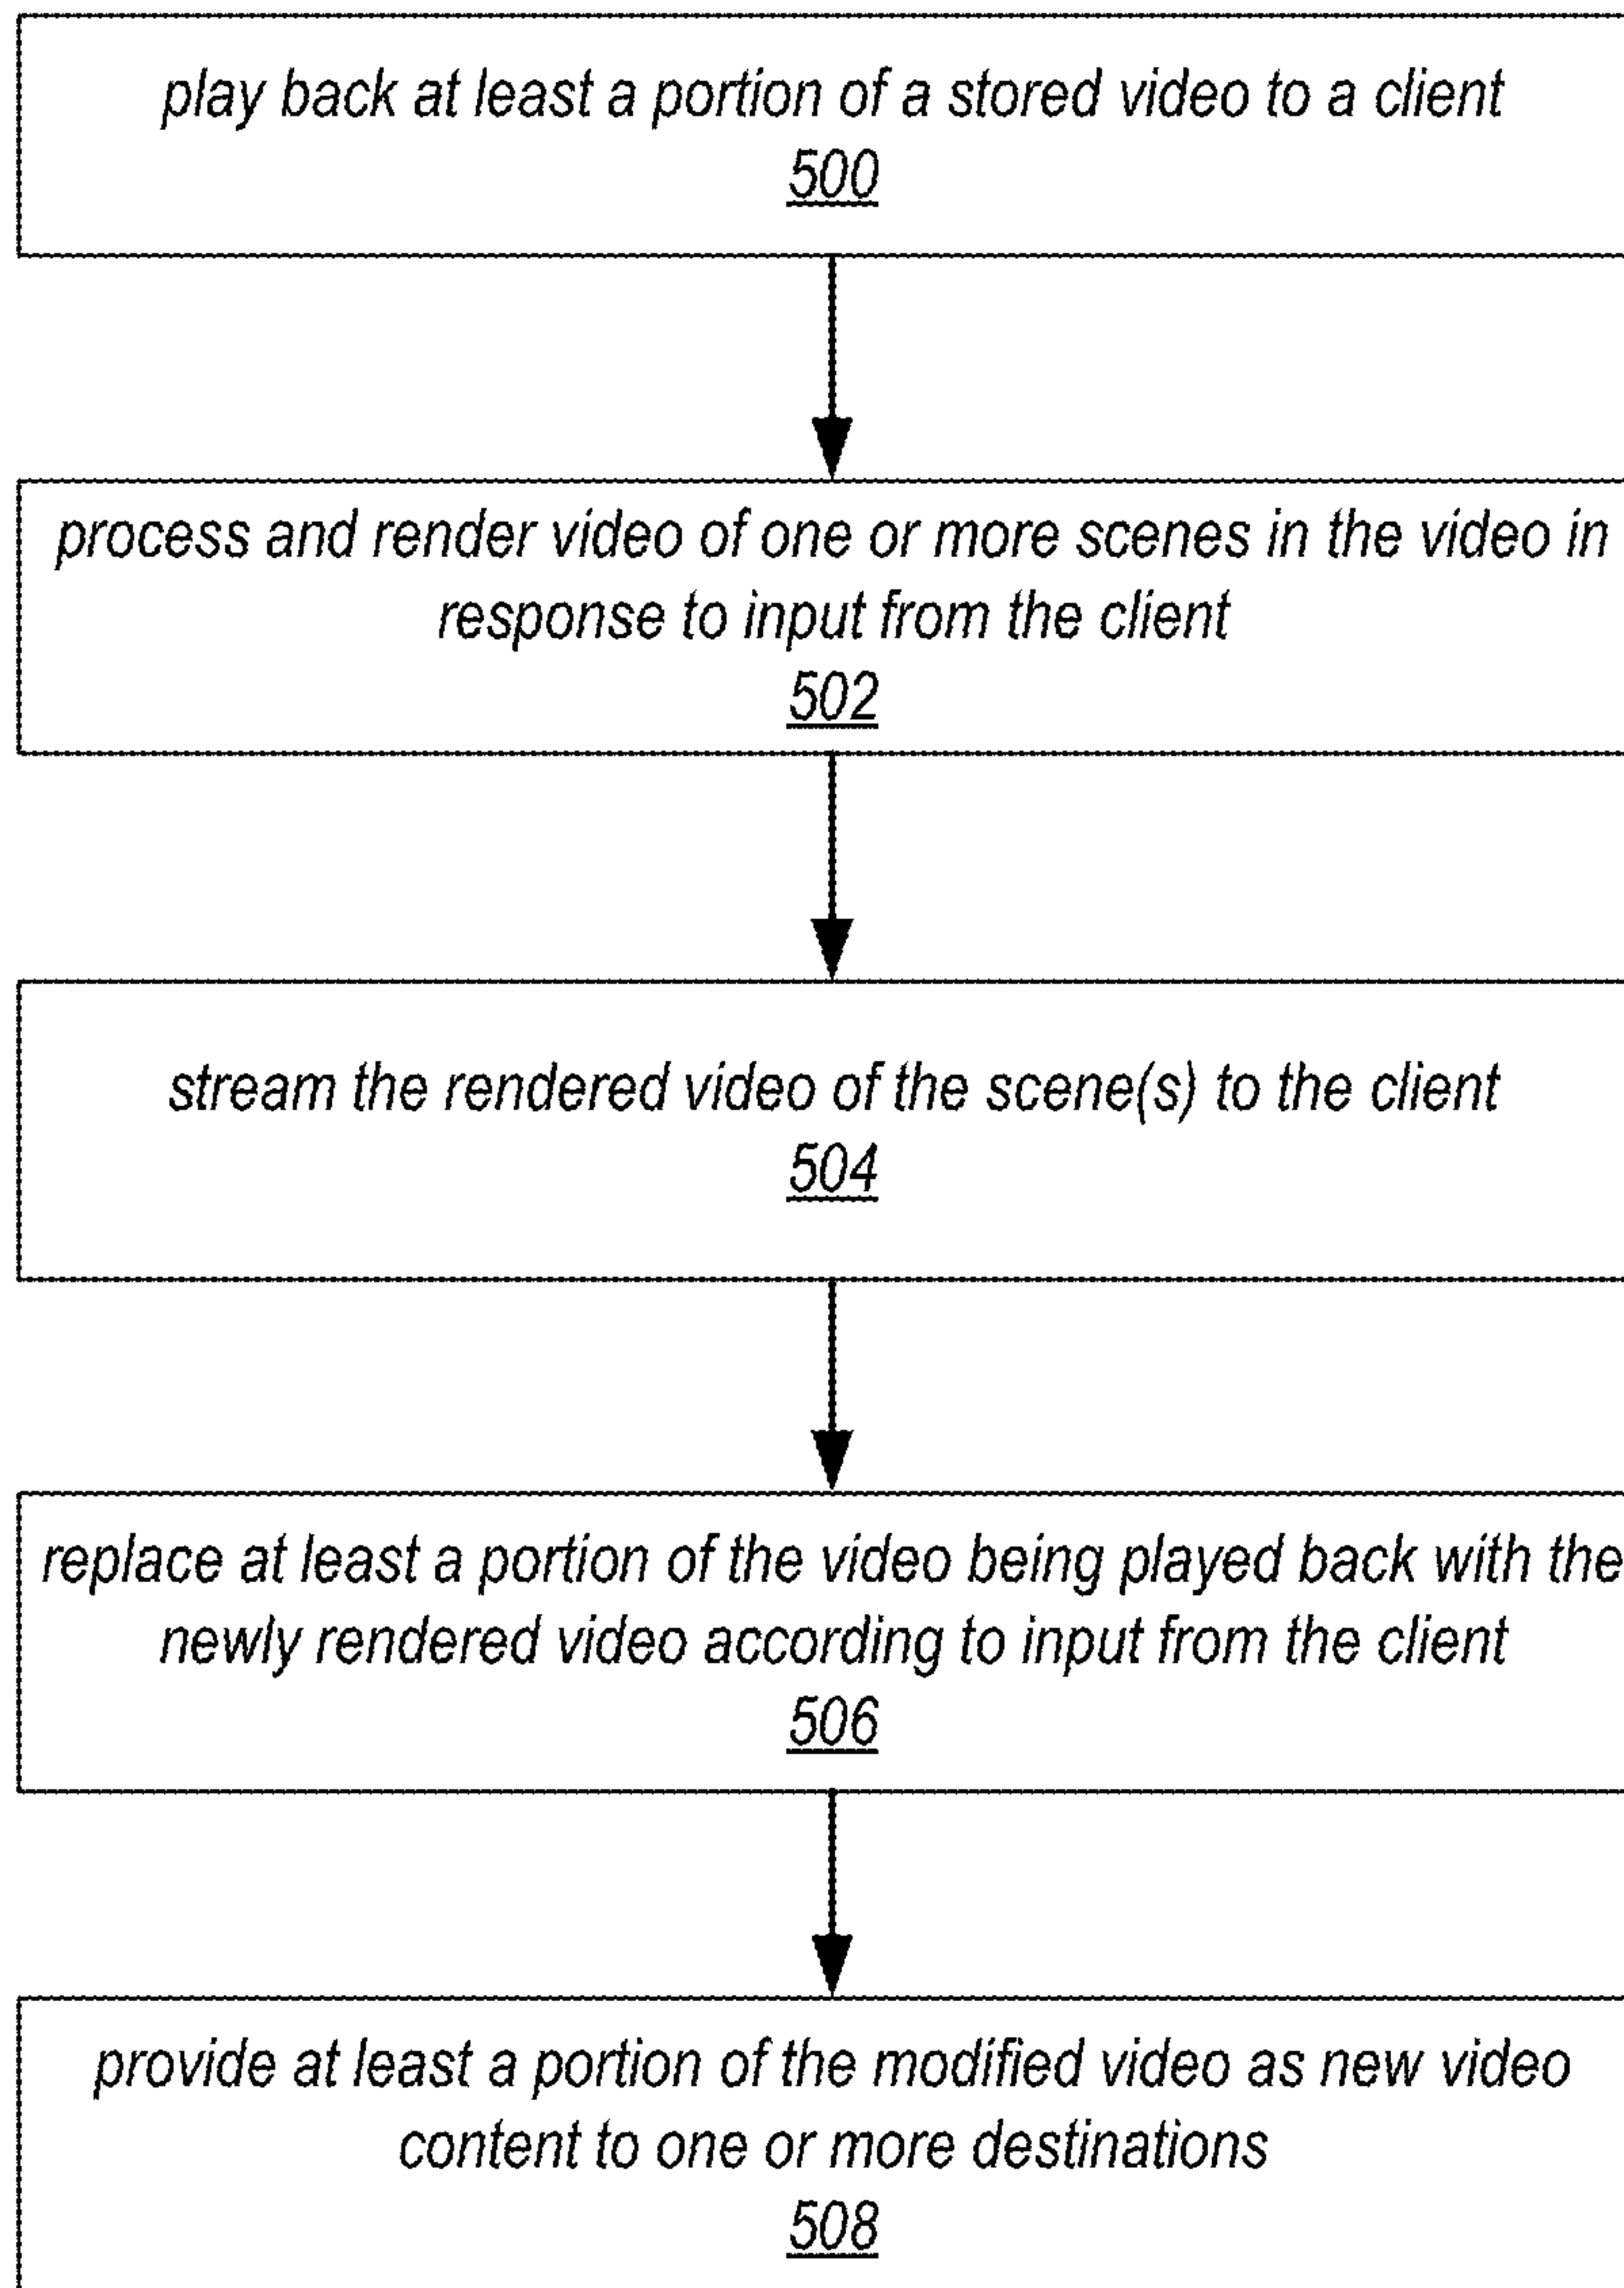 play back at least a portion of a stored video to a client
500
process and render video of one or more scenes in the video in
response to input from the client
502
stream the rendered video of the scene(s) to the client
504
replace at least a portion of the video being played back with the
newly rendered video according to input from the client
506
provide at least a portion of the modified video as new video
content to one or more destinations
508